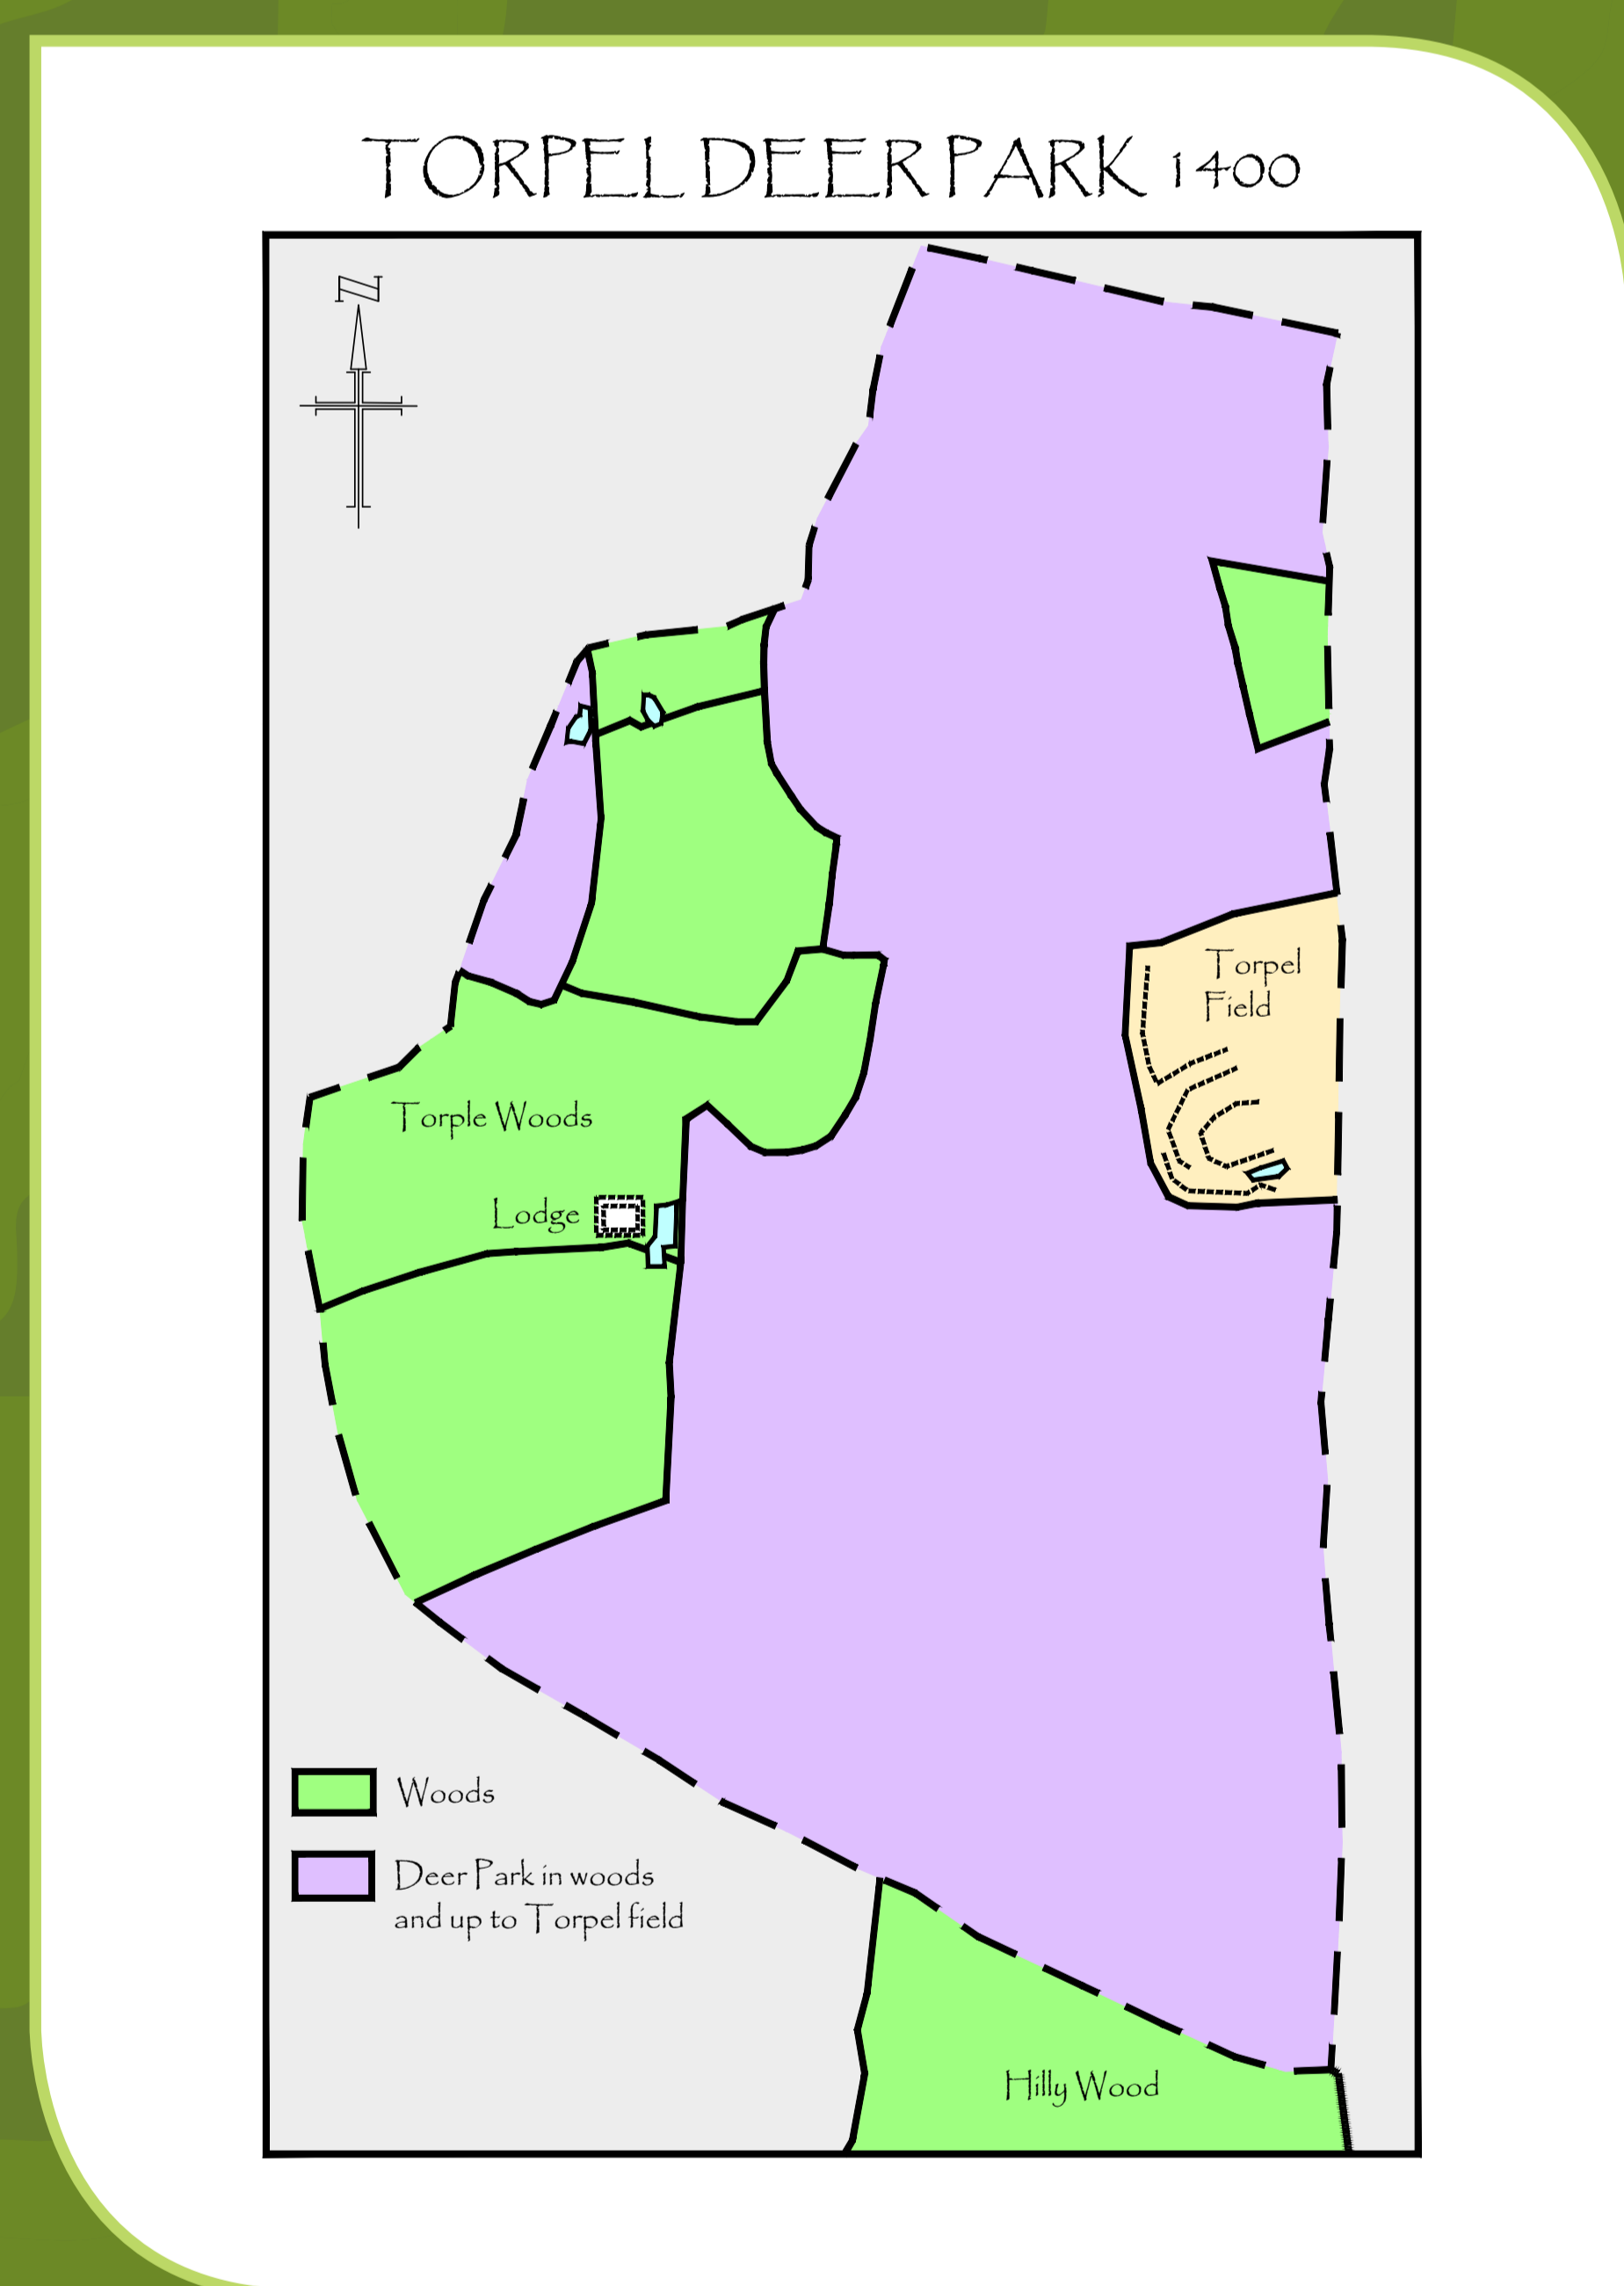 TORPEL DEER PARK 1400
N
Torpel
Field
Torple Woods
Lodge
Woods
Deer Park in woods
and up to Torpel field
Hilly Wood